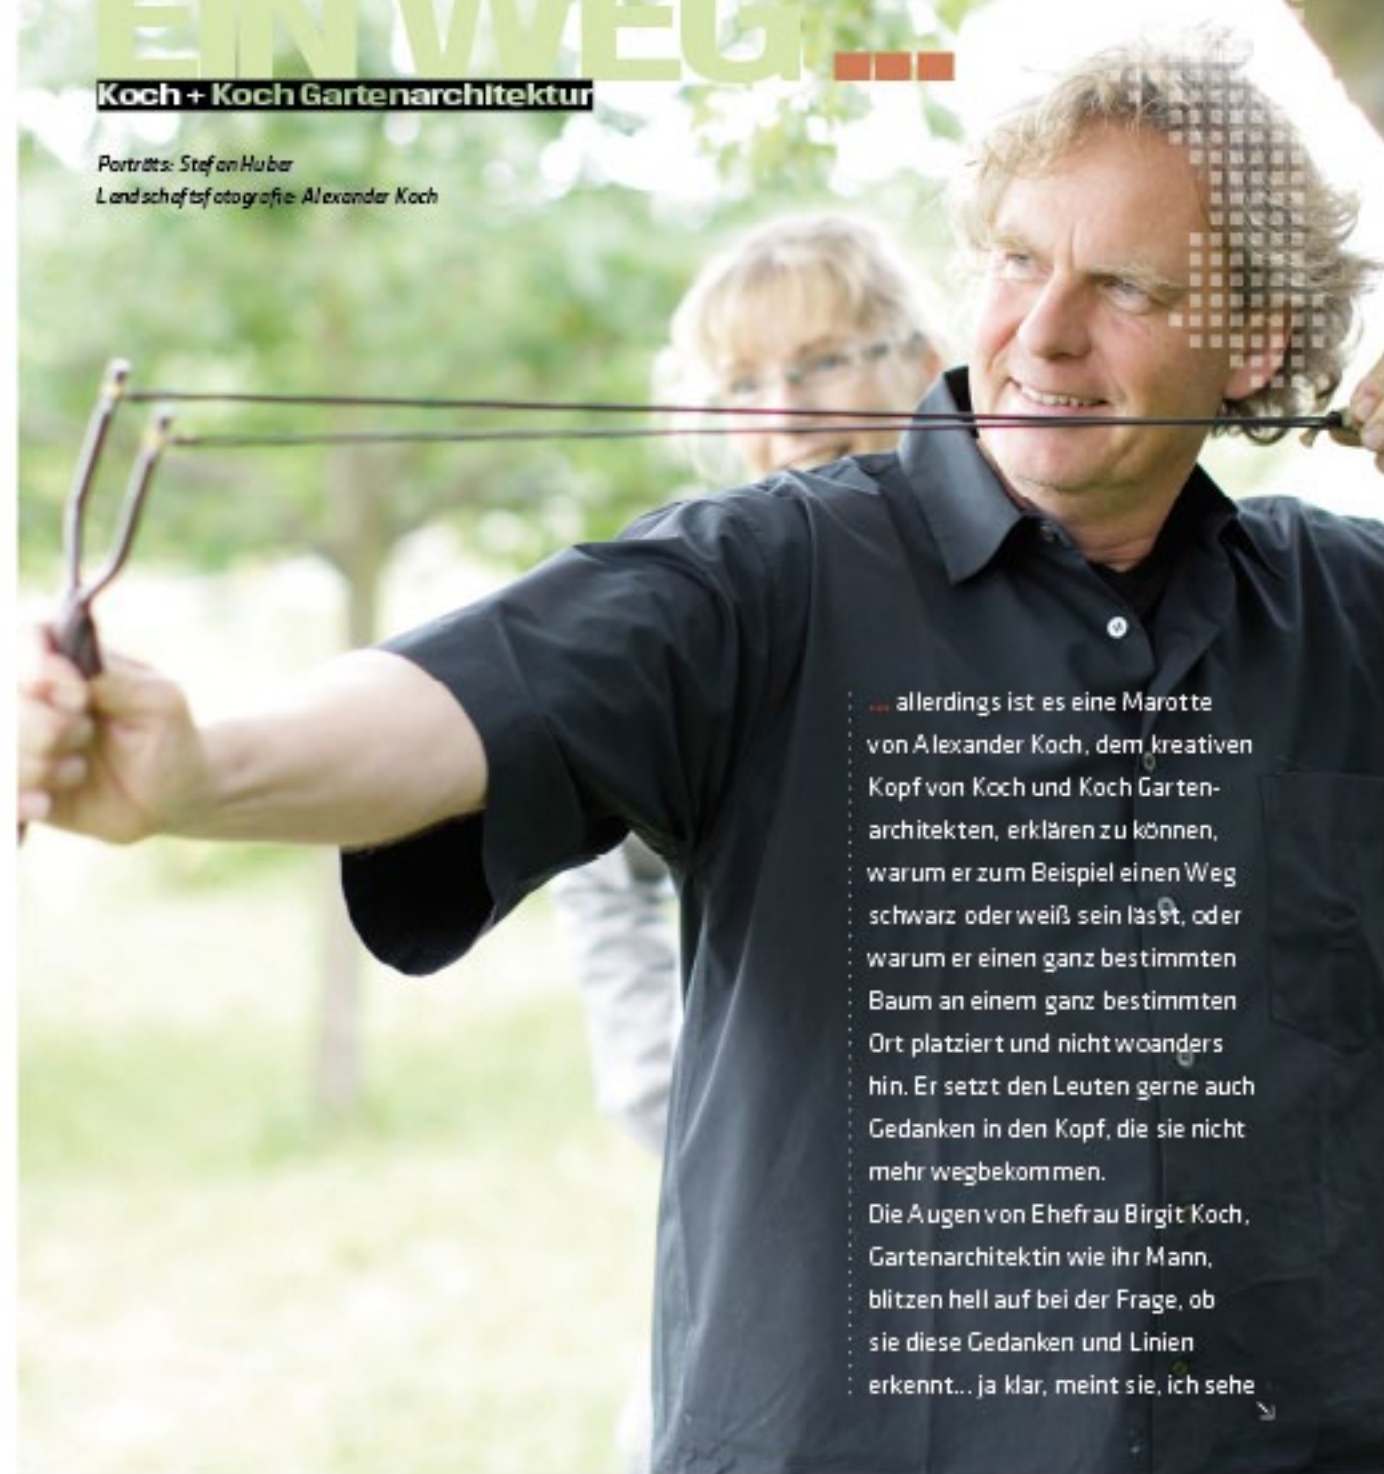 EIN WEG...
Koch + Koch Gartenarchitektur
Porträts: Stefan Huber
Landschaftsfotografie: Alexander Koch
... allerdings ist es eine Marotte
von Alexander Koch, dem kreativen
Kopf von Koch und Koch Garten-
architekten, erklären zu können,
warum er zum Beispiel einen Weg
schwarz oder weiß sein lässt, oder
warum er einen ganz bestimmten
Baum an einem ganz bestimmten
Ort platziert und nicht woanders
hin. Er setzt den Leuten gerne auch
Gedanken in den Kopf, die sie nicht
mehr wegbekommen.
Die Augen von Ehefrau Birgit Koch,
Gartenarchitektin wie ihr Mann,
blitzen hell auf bei der Frage, ob
sie diese Gedanken und Linien
erkennt... ja klar, meint sie, ich sehe